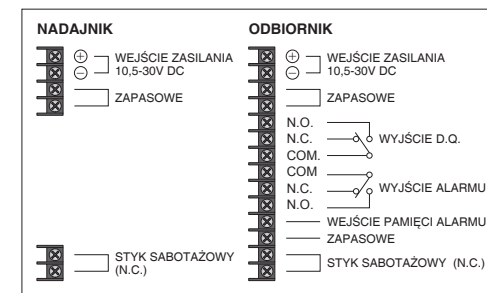 NADAJNIK
⊕ WEJŚCIE ZASILANIA
⊖ 10,5-30V DC
ZAPASOWE
STYK SABOTAŻOWY
(N.C.)
ODBIORNIK
⊕ WEJŚCIE ZASILANIA
⊖ 10,5-30V DC
ZAPASOWE
N.O.
N.C.
COM.
WYJŚCIE D.Q.
COM
N.C.
N.O.
WYJŚCIE ALARMU
WEJŚCIE PAMIĘCI ALARMU
ZAPASOWE
STYK SABOTAŻOWY (N.C.)